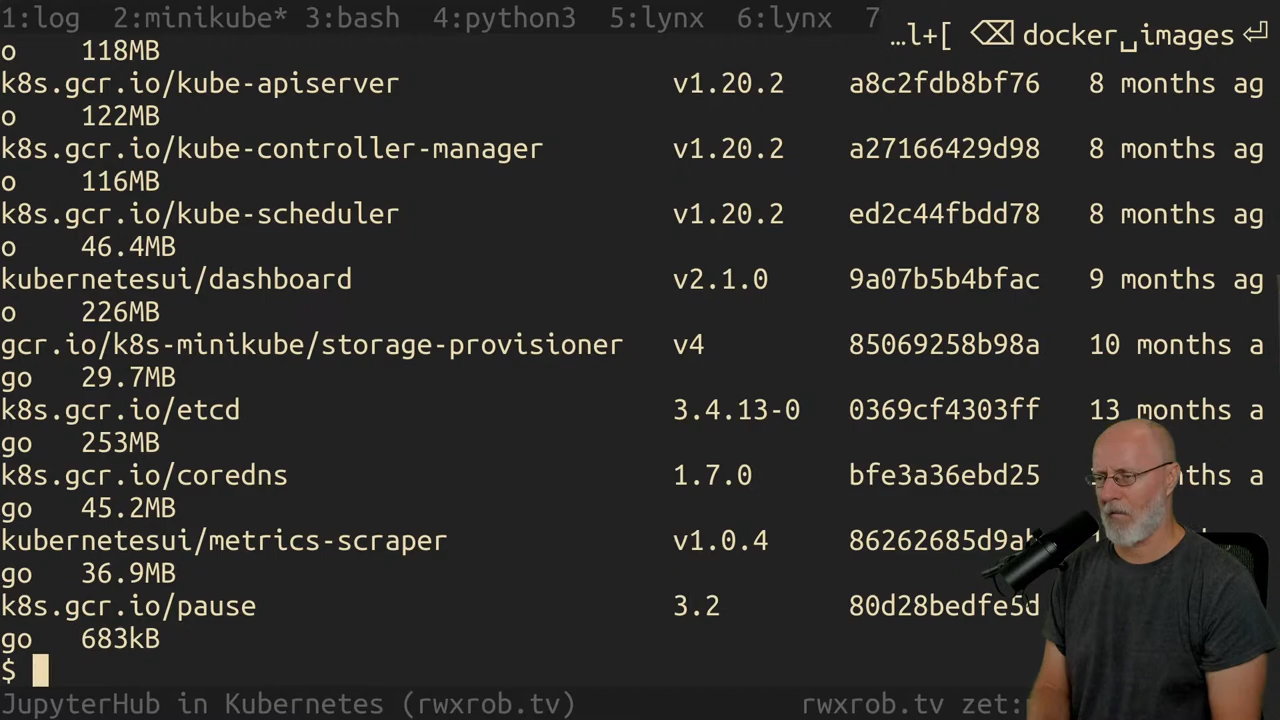 1:log 2:minikube* 3:bash 4:python3 5:lynx 6:lynx 7
…l+[ ⌫ docker␣images ⏎
o 118MB
k8s.gcr.io/kube-apiserver v1.20.2 a8c2fdb8bf76 8 months ag
o 122MB
k8s.gcr.io/kube-controller-manager v1.20.2 a27166429d98 8 months ag
o 116MB
k8s.gcr.io/kube-scheduler v1.20.2 ed2c44fbdd78 8 months ag
o 46.4MB
kubernetesui/dashboard v2.1.0 9a07b5b4bfac 9 months ag
o 226MB
gcr.io/k8s-minikube/storage-provisioner v4 85069258b98a 10 months a
go 29.7MB
k8s.gcr.io/etcd 3.4.13-0 0369cf4303ff 13 months a
go 253MB
k8s.gcr.io/coredns 1.7.0 bfe3a36ebd25 ths a
go 45.2MB
kubernetesui/metrics-scraper v1.0.4 86262685d9ab
go 36.9MB
k8s.gcr.io/pause 3.2 80d28bedfe5d
go 683kB
$
JupyterHub in Kubernetes (rwxrob.tv) rwxrob.tv zet: